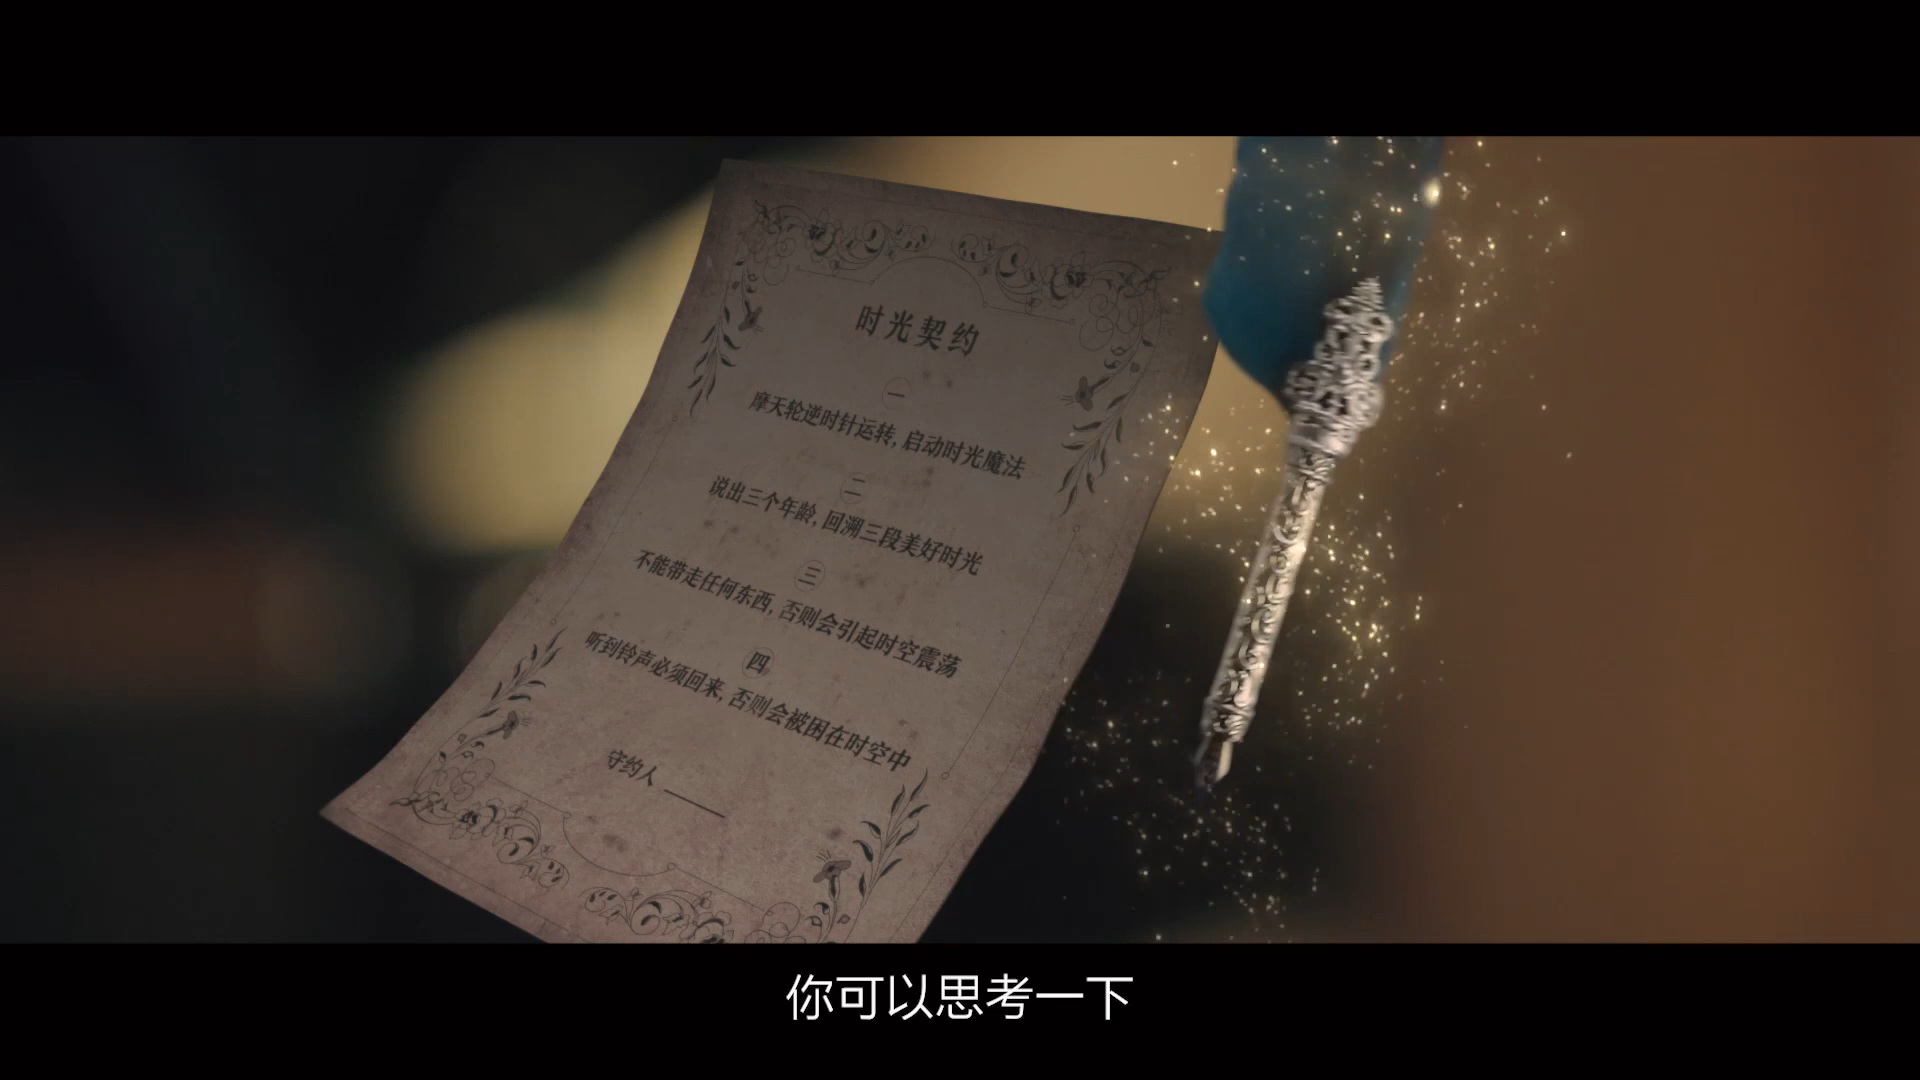 时光契约
一
摩天轮逆时针运转, 启动时光魔法
二
说出三个年龄, 回溯三段美好时光
三
不能带走任何东西, 否则会引起时空震荡
四
听到铃声必须回来, 否则会被困在时空中
守约人
你可以思考一下